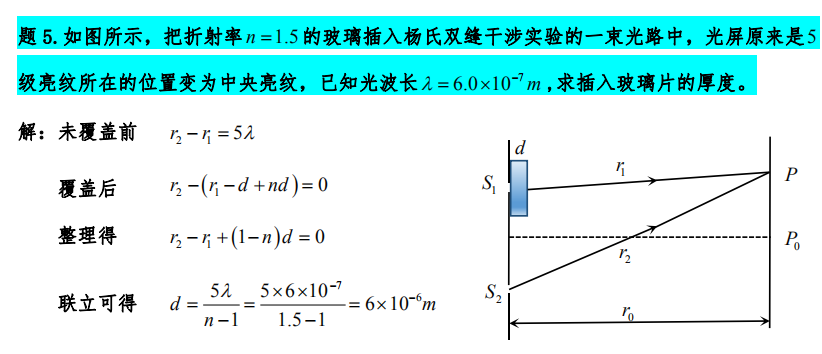 题5.如图所示，把折射率n=1.5的玻璃插入杨氏双缝干涉实验的一束光路中，光屏原来是5
级亮纹所在的位置变为中央亮纹，已知光波长λ=6.0×10⁻⁷m,求插入玻璃片的厚度。
解：未覆盖前 r₂−r₁=5λ
覆盖后 r₂−(r₁−d+nd)=0
整理得 r₂−r₁+(1−n)d=0
联立可得 d=5λ/(n−1)=(5×6×10⁻⁷)/(1.5−1)=6×10⁻⁶m
d
S₁
r₁
P
P₀
r₂
S₂
r₀